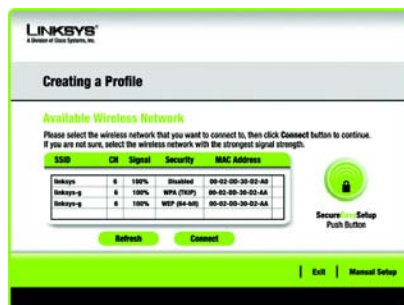 LINKSYS®
A Division of Cisco Systems, Inc.
Creating a Profile
Available Wireless Network
Please select the wireless network that you want to connect to, then click Connect button to continue.
If you are not sure, select the wireless network with the strongest signal strength.
SSID CH Signal Security MAC Address
linksys 6 100% Disabled 00-02-DD-30-D2-A0
linksys-g 6 100% WPA (TKIP) 00-02-DD-30-D2-AA
linksys-g 6 100% WEP (64-bit) 00-02-DD-30-D2-AA
Refresh Connect
SecureEasySetup
Push Button
Exit Manual Setup